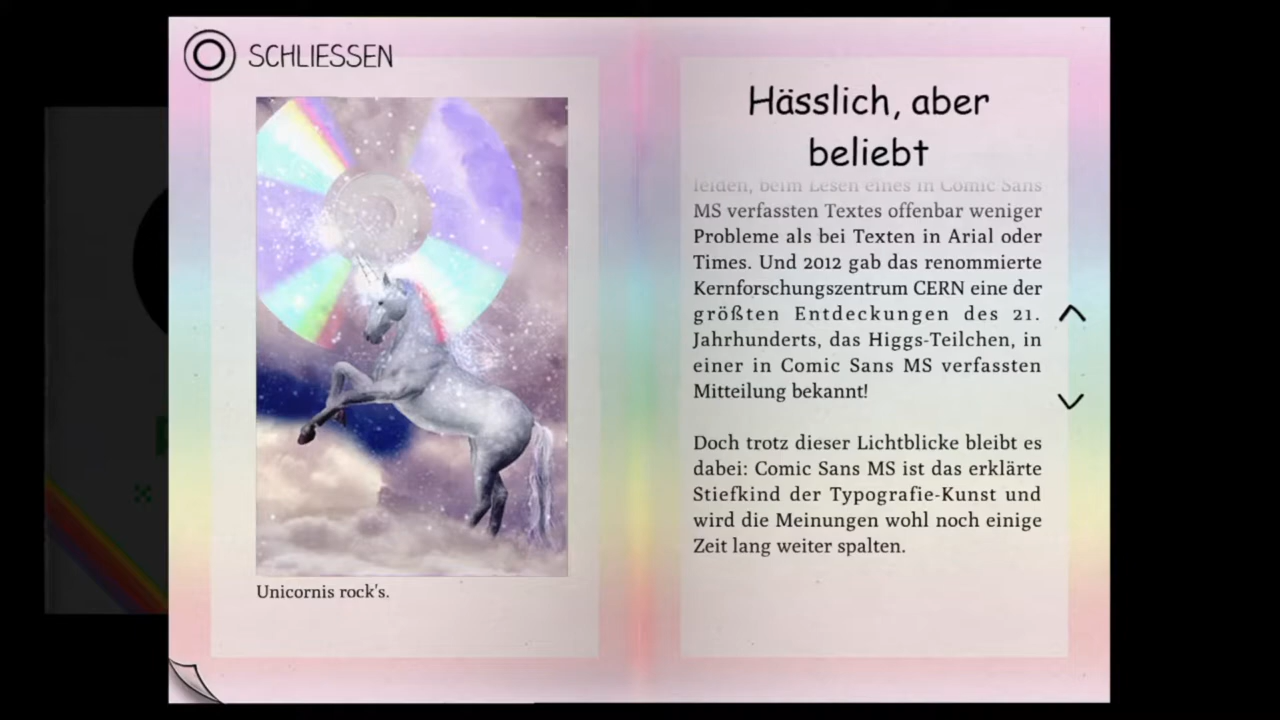 SCHLIESSEN
Unicornis rock's.
Hässlich, aber
beliebt
leiden, beim Lesen eines in Comic Sans
MS verfassten Textes offenbar weniger
Probleme als bei Texten in Arial oder
Times. Und 2012 gab das renommierte
Kernforschungszentrum CERN eine der
größten Entdeckungen des 21.
Jahrhunderts, das Higgs-Teilchen, in
einer in Comic Sans MS verfassten
Mitteilung bekannt!
Doch trotz dieser Lichtblicke bleibt es
dabei: Comic Sans MS ist das erklärte
Stiefkind der Typografie-Kunst und
wird die Meinungen wohl noch einige
Zeit lang weiter spalten.